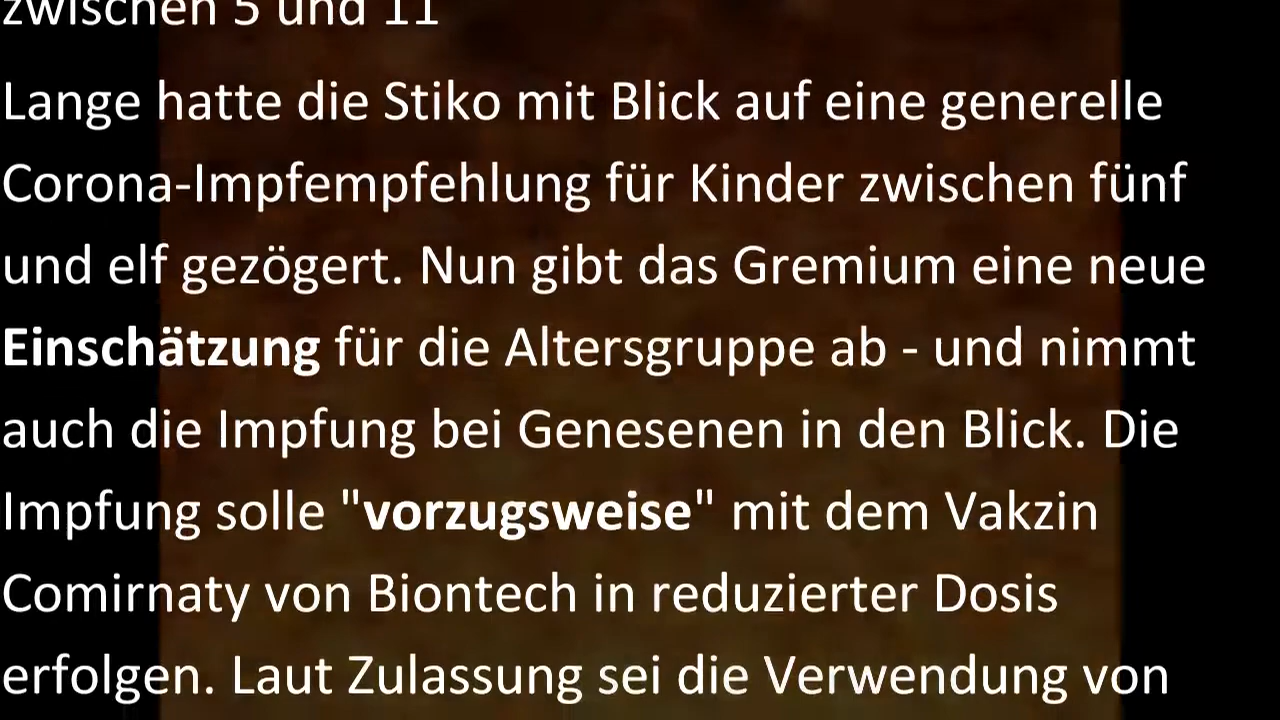 zwischen 5 und 11
Lange hatte die Stiko mit Blick auf eine generelle
Corona-Impfempfehlung für Kinder zwischen fünf
und elf gezögert. Nun gibt das Gremium eine neue
Einschätzung für die Altersgruppe ab - und nimmt
auch die Impfung bei Genesenen in den Blick. Die
Impfung solle "vorzugsweise" mit dem Vakzin
Comirnaty von Biontech in reduzierter Dosis
erfolgen. Laut Zulassung sei die Verwendung von